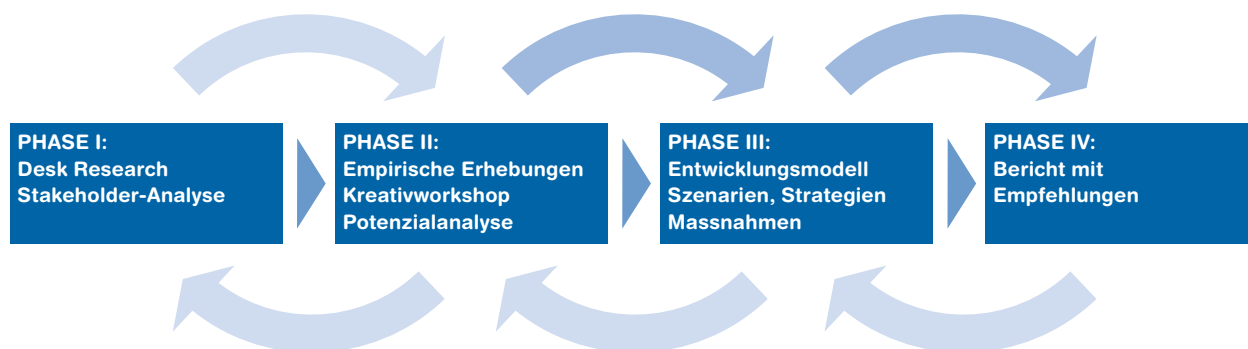 PHASE I:
Desk Research
Stakeholder-Analyse
PHASE II:
Empirische Erhebungen
Kreativworkshop
Potenzialanalyse
PHASE III:
Entwicklungsmodell
Szenarien, Strategien
Massnahmen
PHASE IV:
Bericht mit
Empfehlungen